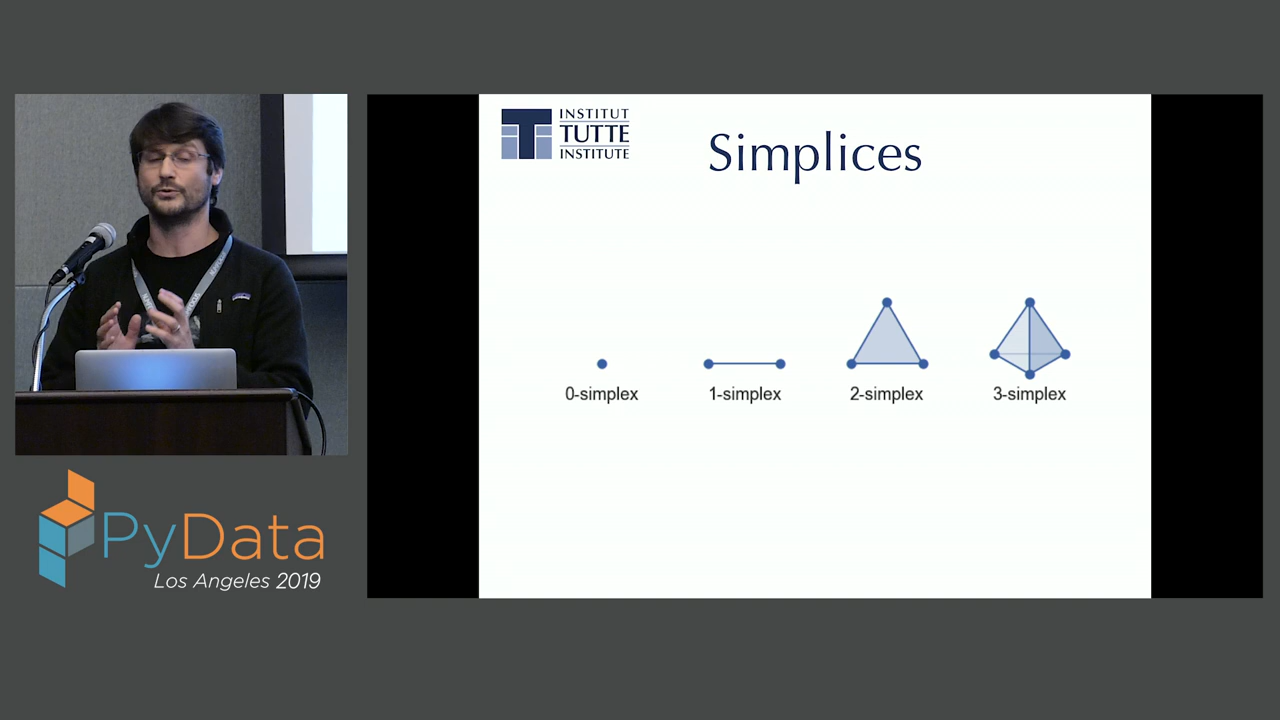 INSTITUT
TUTTE
INSTITUTE
Simplices
0-simplex
1-simplex
2-simplex
3-simplex
PyData
Los Angeles 2019